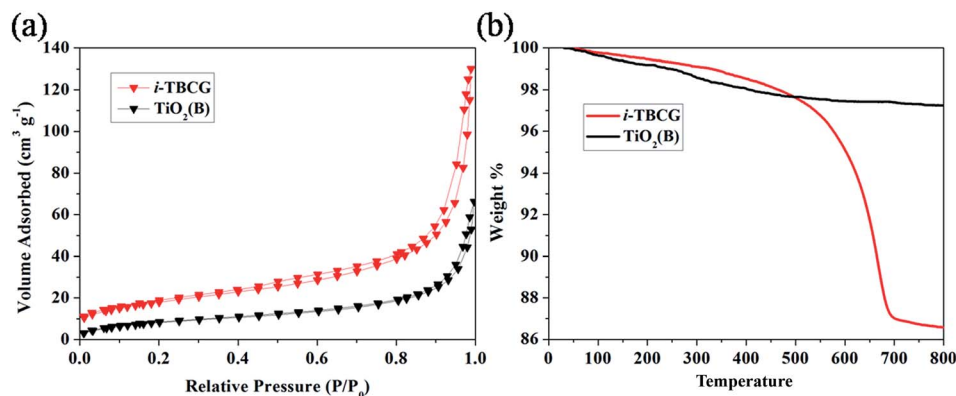 (a)
140
120
100
80
60
40
20
0
Volume Adsorbed (cm³ g⁻¹)
i-TBCG
TiO₂(B)
0.0 0.2 0.4 0.6 0.8 1.0
Relative Pressure (P/P₀)
(b)
100
98
96
94
92
90
88
86
Weight %
i-TBCG
TiO₂(B)
0 100 200 300 400 500 600 700 800
Temperature